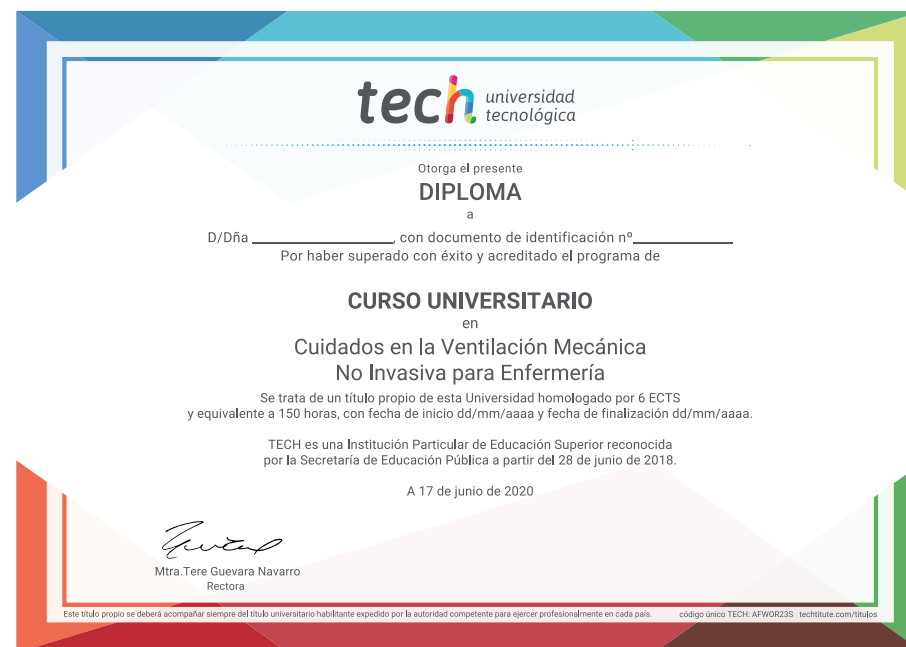 tech universidad
tecnológica
Otorga el presente
DIPLOMA
a
D/Dña ____________________, con documento de identificación nº______________
Por haber superado con éxito y acreditado el programa de
CURSO UNIVERSITARIO
en
Cuidados en la Ventilación Mecánica
No Invasiva para Enfermería
Se trata de un título propio de esta Universidad homologado por 6 ECTS
y equivalente a 150 horas, con fecha de inicio dd/mm/aaaa y fecha de finalización dd/mm/aaaa.
TECH es una Institución Particular de Educación Superior reconocida
por la Secretaría de Educación Pública a partir del 28 de junio de 2018.
A 17 de junio de 2020
Mtra.Tere Guevara Navarro
Rectora
Este título propio se deberá acompañar siempre del título universitario habilitante expedido por la autoridad competente para ejercer profesionalmente en cada país. código único TECH: AFWOR23S techtitute.com/titulos